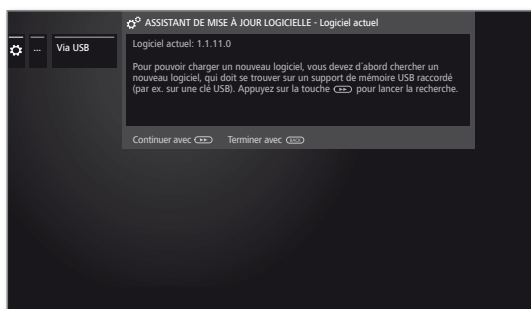 ASSISTANT DE MISE À JOUR LOGICIELLE - Logiciel actuel
... Via USB
Logiciel actuel: 1.1.11.0
Pour pouvoir charger un nouveau logiciel, vous devez d´abord chercher un
nouveau logiciel, qui doit se trouver sur un support de mémoire USB raccordé
(par ex. sur une clé USB). Appuyez sur la touche pour lancer la recherche.
Continuer avec Terminer avec BACK